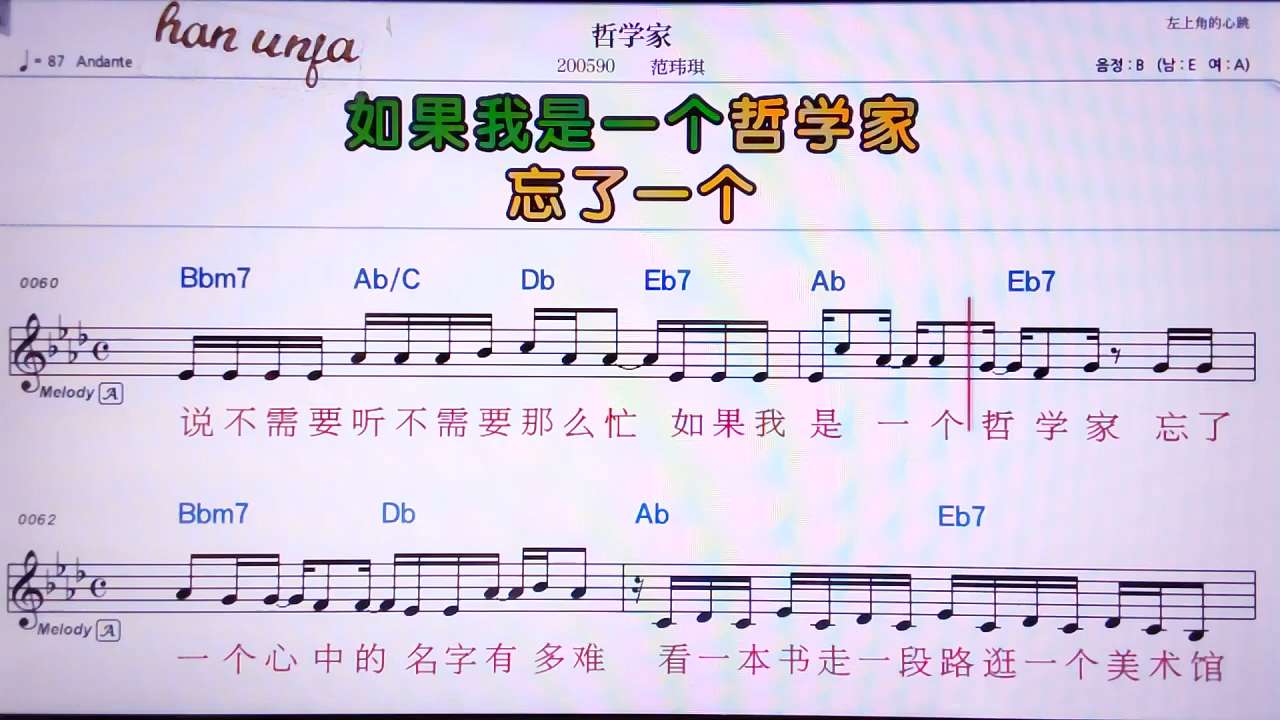 han unfa
哲学家
左上角的心跳
♩= 87 Andante
200590 范玮琪
음정 : B (남 : E 여 : A)
如果我是一个哲学家
忘了一个
0060
Bbm7 Ab/C Db Eb7 Ab Eb7
Melody A
说不需要听不需要那么忙 如果我是一个哲学家 忘了
0062
Bbm7 Db Ab Eb7
Melody A
一个心中的名字有多难 看一本书走一段路逛一个美术馆